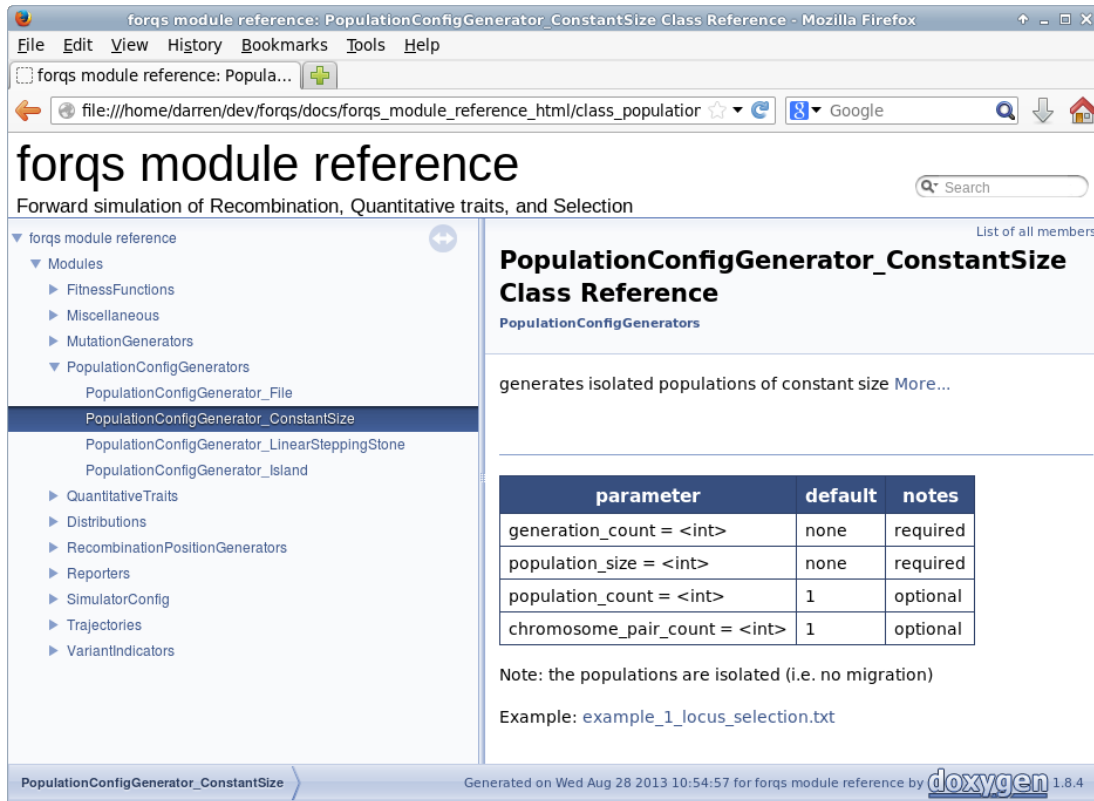 forqs module reference: PopulationConfigGenerator_ConstantSize Class Reference - Mozilla Firefox
File Edit View History Bookmarks Tools Help
forqs module reference: Popula...
file:///home/darren/dev/forqs/docs/forqs_module_reference_html/class_population
Google
forqs module reference
Forward simulation of Recombination, Quantitative traits, and Selection
Search
forqs module reference
Modules
FitnessFunctions
Miscellaneous
MutationGenerators
PopulationConfigGenerators
PopulationConfigGenerator_File
PopulationConfigGenerator_ConstantSize
PopulationConfigGenerator_LinearSteppingStone
PopulationConfigGenerator_Island
QuantitativeTraits
Distributions
RecombinationPositionGenerators
Reporters
SimulatorConfig
Trajectories
VariantIndicators
List of all members
PopulationConfigGenerator_ConstantSize
Class Reference
PopulationConfigGenerators
generates isolated populations of constant size More...
parameter default notes
generation_count = <int> none required
population_size = <int> none required
population_count = <int> 1 optional
chromosome_pair_count = <int> 1 optional
Note: the populations are isolated (i.e. no migration)
Example: example_1_locus_selection.txt
PopulationConfigGenerator_ConstantSize
Generated on Wed Aug 28 2013 10:54:57 for forqs module reference by doxygen 1.8.4